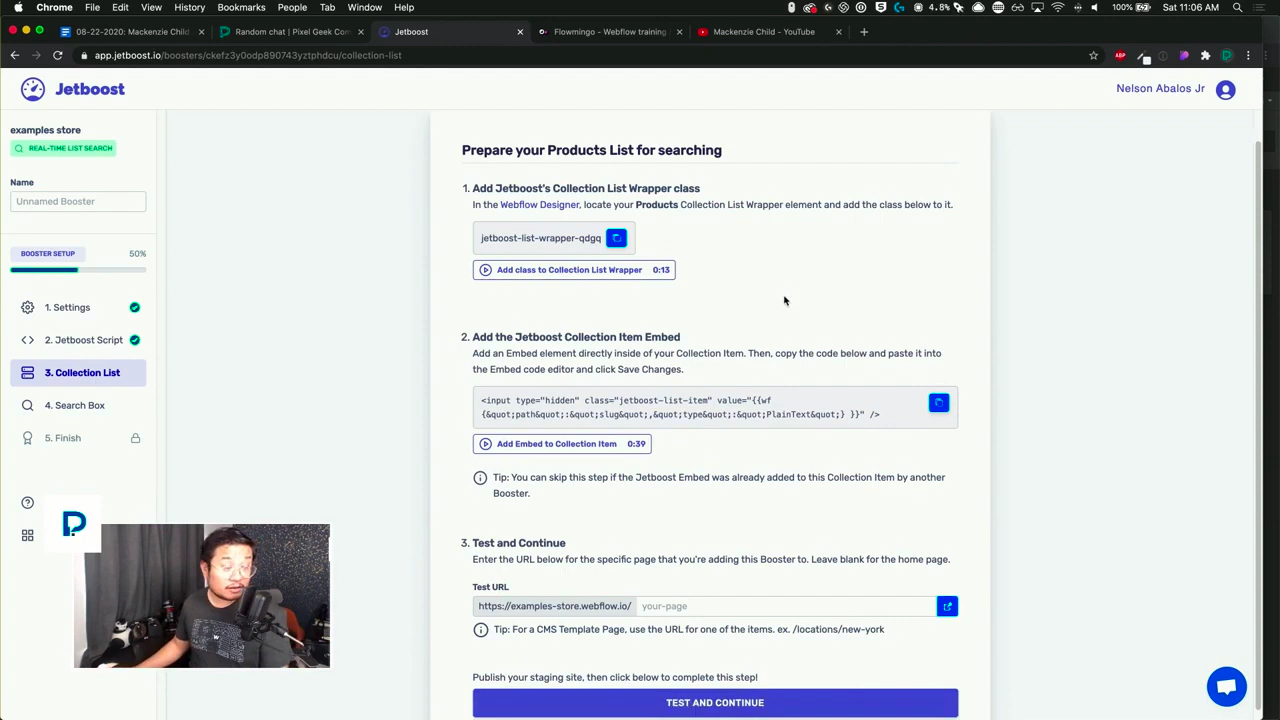 Chrome File Edit View History Bookmarks People Tab Window Help 4.8% 100% Sat 11:06 AM
08-22-2020: Mackenzie Child
Random chat | Pixel Geek Con
Jetboost
Flowmingo - Webflow training
Mackenzie Child - YouTube
app.jetboost.io/boosters/ckefz3y0odp890743yztphdcu/collection-list
ABP
Jetboost
Nelson Abalos Jr
examples store
REAL-TIME LIST SEARCH
Name
Unnamed Booster
BOOSTER SETUP 50%
1. Settings
2. Jetboost Script
3. Collection List
4. Search Box
5. Finish
Prepare your Products List for searching
1. Add Jetboost's Collection List Wrapper class
In the Webflow Designer, locate your Products Collection List Wrapper element and add the class below to it.
jetboost-list-wrapper-qdgq
Add class to Collection List Wrapper 0:13
2. Add the Jetboost Collection Item Embed
Add an Embed element directly inside of your Collection Item. Then, copy the code below and paste it into
the Embed code editor and click Save Changes.
<input type="hidden" class="jetboost-list-item" value="{{wf
{&quot;path&quot;:&quot;slug&quot;,&quot;type&quot;:&quot;PlainText&quot;} }}" />
Add Embed to Collection Item 0:39
Tip: You can skip this step if the Jetboost Embed was already added to this Collection Item by another
Booster.
3. Test and Continue
Enter the URL below for the specific page that you're adding this Booster to. Leave blank for the home page.
Test URL
https://examples-store.webflow.io/ your-page
Tip: For a CMS Template Page, use the URL for one of the items. ex. /locations/new-york
Publish your staging site, then click below to complete this step!
TEST AND CONTINUE